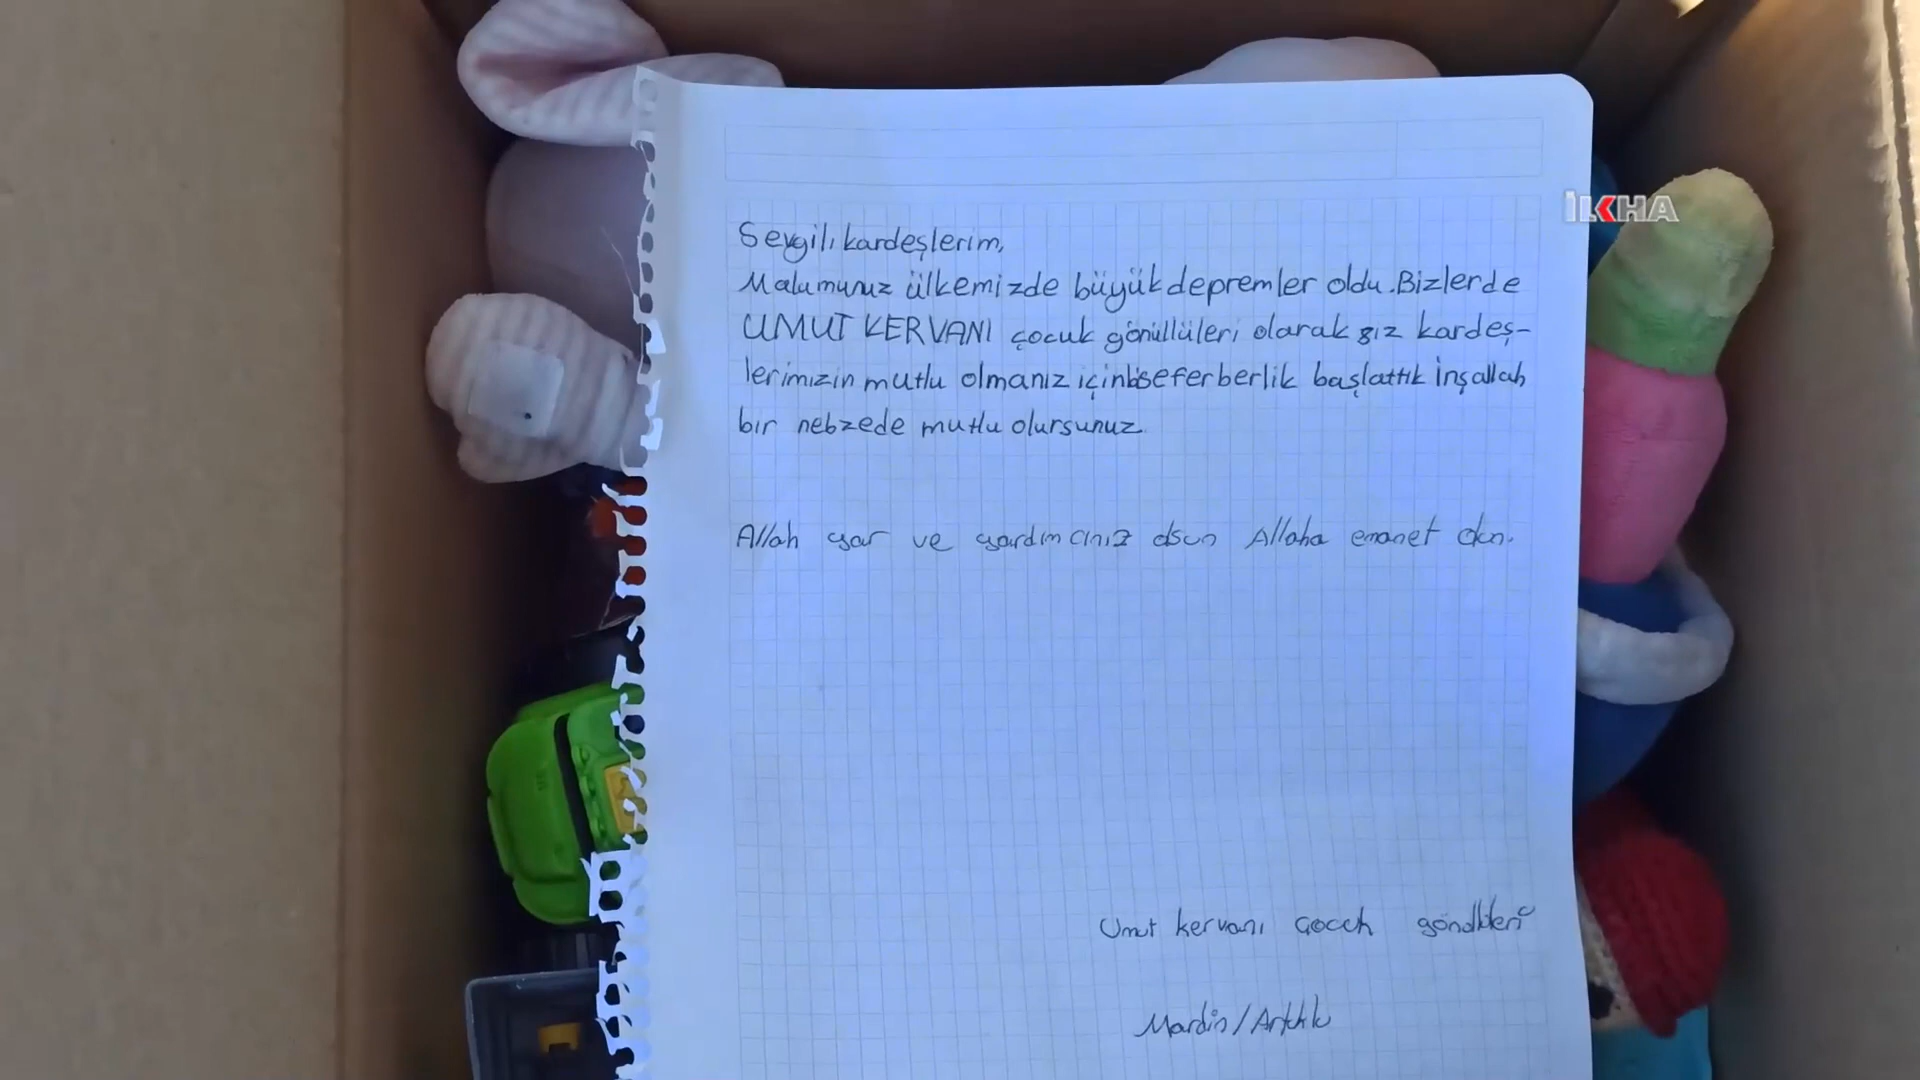 İLKHA
Sevgili kardeşlerim,
Malumunuz ülkemizde büyük depremler oldu. Bizlerde
UMUT KERVANI çocuk gönüllüleri olarak siz kardeş-
lerimizin mutlu olmanız için seferberlik başlattık İnşallah
bir nebzede mutlu olursunuz
Allah yar ve yardımcınız olsun Allaha emanet olun.
Umut kervanı çocuk gönüllüleri
Mardin/Artuklu